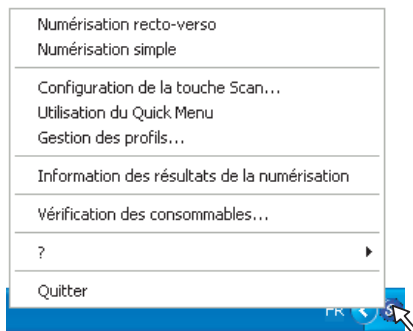 Numérisation recto-verso
Numérisation simple
Configuration de la touche Scan...
Utilisation du Quick Menu
Gestion des profils...
Information des résultats de la numérisation
Vérification des consommables...
?
Quitter
FR